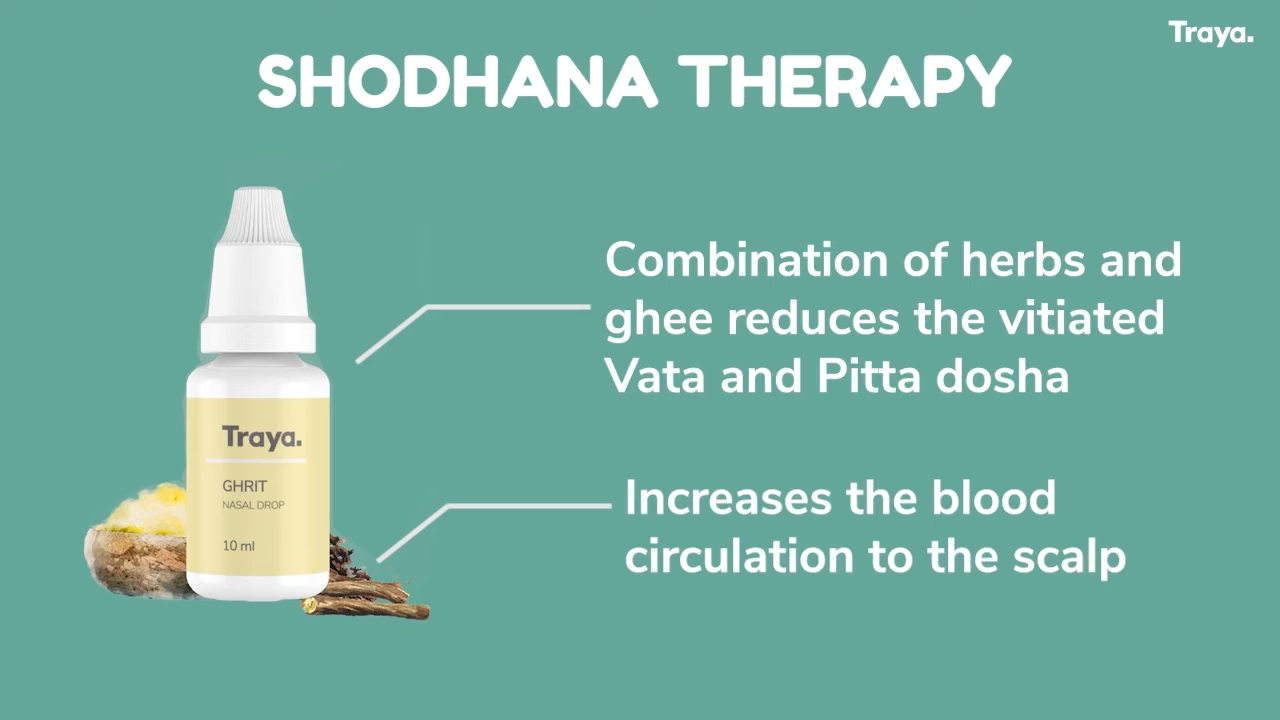 Traya.
SHODHANA THERAPY
Combination of herbs and
ghee reduces the vitiated
Vata and Pitta dosha
Traya.
GHRIT
NASAL DROP
10 ml
Increases the blood
circulation to the scalp